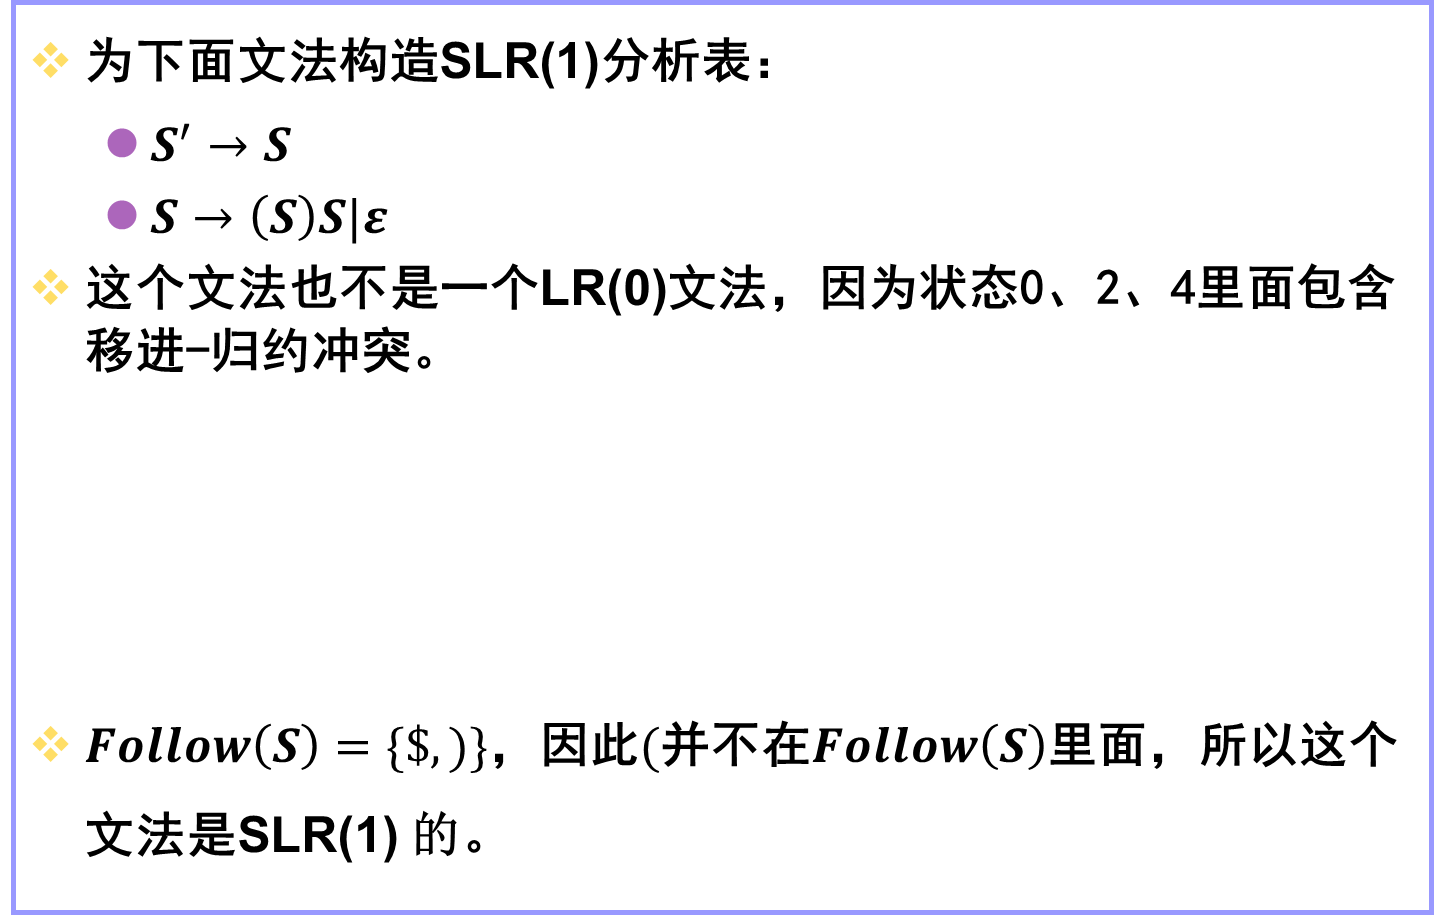 为下面文法构造SLR(1)分析表：
S′ → S
S → (S)S|ε
这个文法也不是一个LR(0)文法，因为状态0、2、4里面包含
移进-归约冲突。
Follow(S) = {$, )}，因此(并不在Follow(S)里面，所以这个
文法是SLR(1) 的。